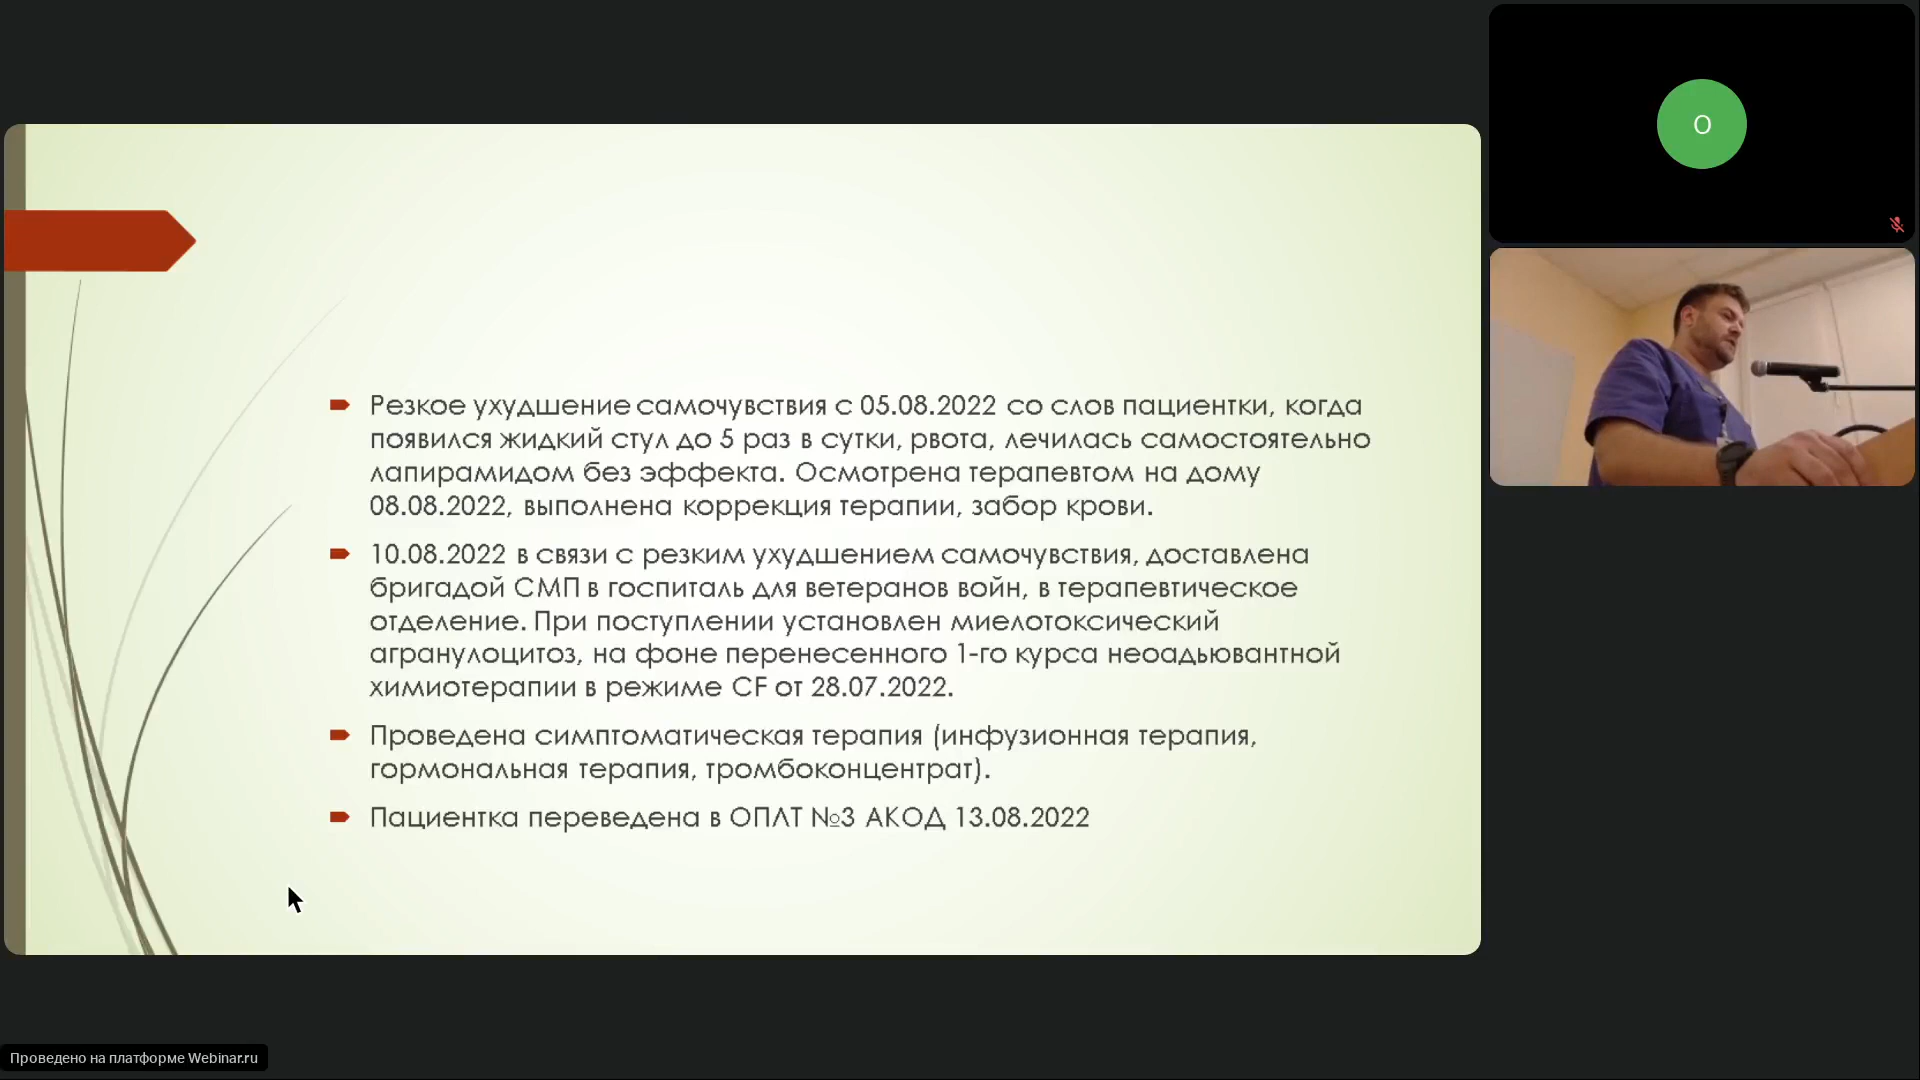 Резкое ухудшение самочувствия с 05.08.2022 со слов пациентки, когда
появился жидкий стул до 5 раз в сутки, рвота, лечилась самостоятельно
лапирамидом без эффекта. Осмотрена терапевтом на дому
08.08.2022, выполнена коррекция терапии, забор крови.
10.08.2022 в связи с резким ухудшением самочувствия, доставлена
бригадой СМП в госпиталь для ветеранов войн, в терапевтическое
отделение. При поступлении установлен миелотоксический
агранулоцитоз, на фоне перенесенного 1-го курса неоадьювантной
химиотерапии в режиме CF от 28.07.2022.
Проведена симптоматическая терапия (инфузионная терапия,
гормональная терапия, тромбоконцентрат).
Пациентка переведена в ОПЛТ №3 АКОД 13.08.2022
О
Проведено на платформе Webinar.ru